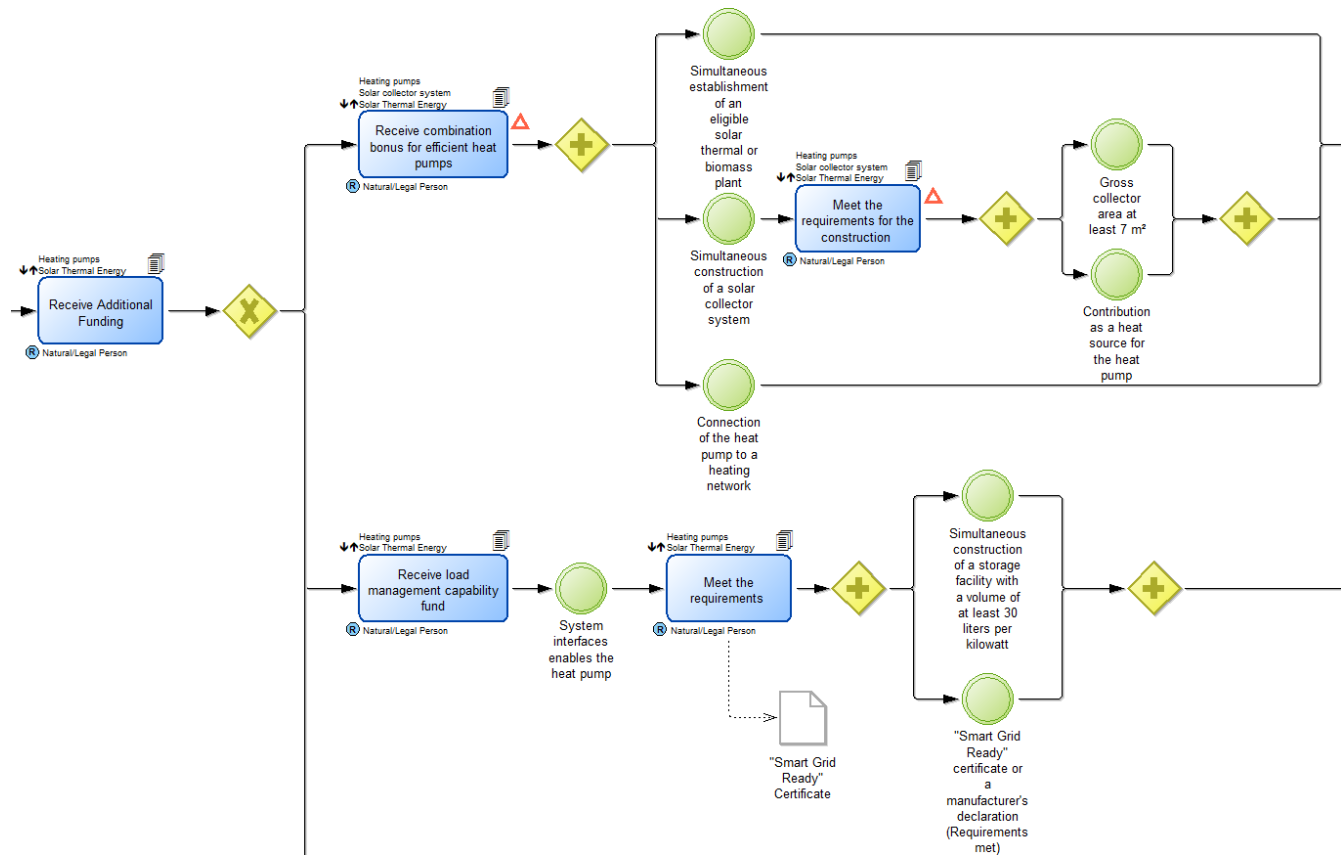 Simultaneous
establishment
of an
eligible
solar
thermal or
biomass
plant
Heating pumps
Solar collector system
Solar Thermal Energy
Receive combination
bonus for efficient heat
pumps
R Natural/Legal Person
Heating pumps
Solar collector system
Solar Thermal Energy
Meet the
requirements for the
construction
R Natural/Legal Person
Gross
collector
area at
least 7 m²
Simultaneous
construction
of a solar
collector
system
Contribution
as a heat
source for
the heat
pump
Heating pumps
Solar Thermal Energy
Receive Additional
Funding
R Natural/Legal Person
Connection
of the heat
pump to a
heating
network
Heating pumps
Solar Thermal Energy
Receive load
management capability
fund
R Natural/Legal Person
System
interfaces
enables the
heat pump
Heating pumps
Solar Thermal Energy
Meet the
requirements
R Natural/Legal Person
Simultaneous
construction
of a storage
facility with
a volume of
at least 30
liters per
kilowatt
"Smart Grid
Ready"
Certificate
"Smart Grid
Ready"
certificate or
a
manufacturer's
declaration
(Requirements
met)